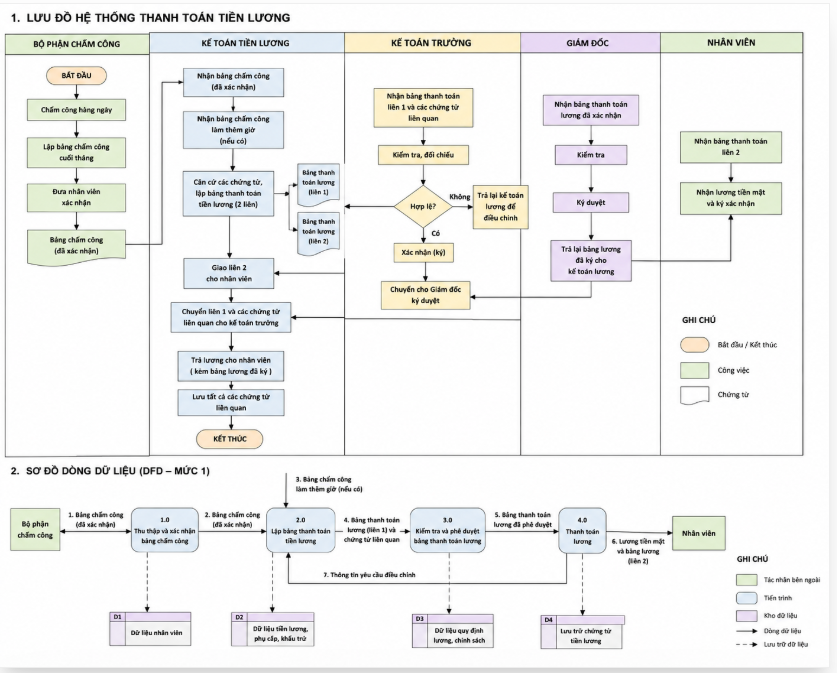 1. LƯU ĐỒ HỆ THỐNG THANH TOÁN TIỀN LƯƠNG
BỘ PHẬN CHẤM CÔNG
KẾ TOÁN TIỀN LƯƠNG
KẾ TOÁN TRƯỞNG
GIÁM ĐỐC
NHÂN VIÊN
BẮT ĐẦU
Chấm công hàng ngày
Lập bảng chấm công
cuối tháng
Đưa nhân viên
xác nhận
Bảng chấm công
(đã xác nhận)
Nhận bảng chấm công
(đã xác nhận)
Nhận bảng chấm công
làm thêm giờ
(nếu có)
Căn cứ các chứng từ,
lập bảng thanh toán
tiền lương (2 liên)
Bảng thanh
toán lương
(liên 1)
Bảng thanh
toán lương
(liên 2)
Giao liên 2
cho nhân viên
Chuyển liên 1 và các chứng từ
liên quan cho kế toán trưởng
Trả lương cho nhân viên
( kèm bảng lương đã ký )
Lưu tất cả các chứng từ
liên quan
KẾT THÚC
Nhận bảng thanh toán
liên 1 và các chứng từ
liên quan
Kiểm tra, đối chiếu
Hợp lệ?
Không
Trả lại kế toán
lương để
điều chỉnh
Có
Xác nhận (ký)
Chuyển cho Giám đốc
ký duyệt
Nhận bảng thanh toán
lương đã xác nhận
Kiểm tra
Ký duyệt
Trả lại bảng lương
đã ký cho
kế toán lương
Nhận bảng thanh toán
liên 2
Nhận lương tiền mặt
và ký xác nhận
GHI CHÚ
Bắt đầu / Kết thúc
Công việc
Chứng từ
2. SƠ ĐỒ DÒNG DỮ LIỆU (DFD – MỨC 1)
Bộ phận
chấm công
1. Bảng chấm công
(đã xác nhận)
1.0
Thu thập và xác nhận
bảng chấm công
2. Bảng chấm công
(đã xác nhận)
3. Bảng chấm công
làm thêm giờ (nếu có)
2.0
Lập bảng thanh toán
tiền lương
4. Bảng thanh toán
lương (liên 1) và
chứng từ liên quan
3.0
Kiểm tra và phê duyệt
bảng thanh toán lương
5. Bảng thanh toán
lương đã phê duyệt
4.0
Thanh toán
lương
6. Lương tiền mặt
và bảng lương
(liên 2)
Nhân viên
7. Thông tin yêu cầu điều chỉnh
D1
Dữ liệu nhân viên
D2
Dữ liệu tiền lương,
phụ cấp, khấu trừ
D3
Dữ liệu quy định
lương, chính sách
D4
Lưu trữ chứng từ
tiền lương
GHI CHÚ
Tác nhân bên ngoài
Tiến trình
Kho dữ liệu
Dòng dữ liệu
Lưu trữ dữ liệu